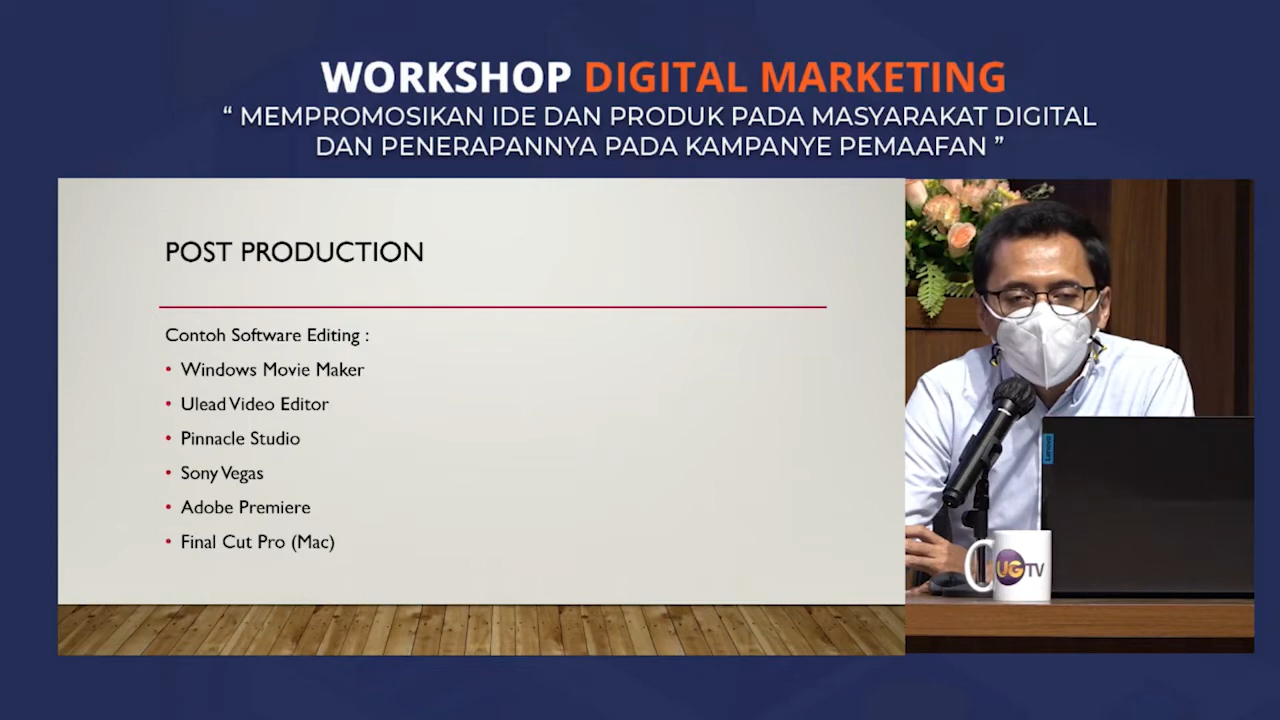 WORKSHOP DIGITAL MARKETING
“ MEMPROMOSIKAN IDE DAN PRODUK PADA MASYARAKAT DIGITAL
DAN PENERAPANNYA PADA KAMPANYE PEMAAFAN ”
POST PRODUCTION
Contoh Software Editing :
• Windows Movie Maker
• Ulead Video Editor
• Pinnacle Studio
• Sony Vegas
• Adobe Premiere
• Final Cut Pro (Mac)
Lenovo
UGTV